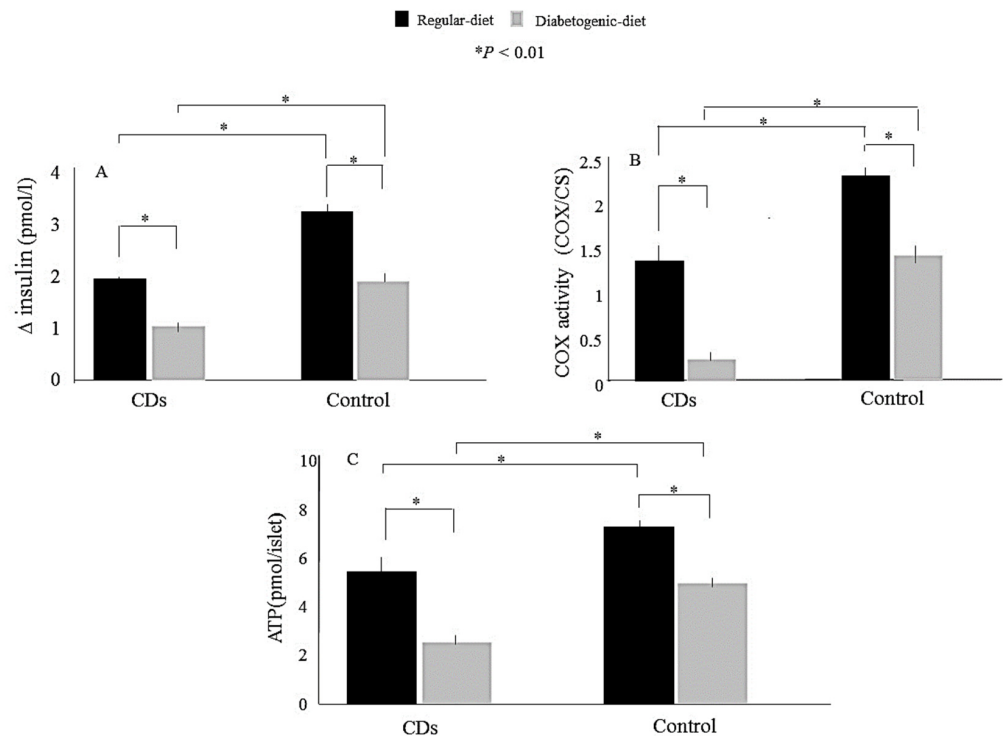 Regular-diet Diabetogenic-diet
*P < 0.01
* *
* *
A
Δ insulin (pmol/l)
4
3
2
1
0
* *
CDs Control
* *
B
COX activity (COX/CS)
2.5
2
1.5
1
0.5
0
* *
CDs Control
* *
C
ATP(pmol/islct)
10
8
6
4
2
0
* *
CDs Control